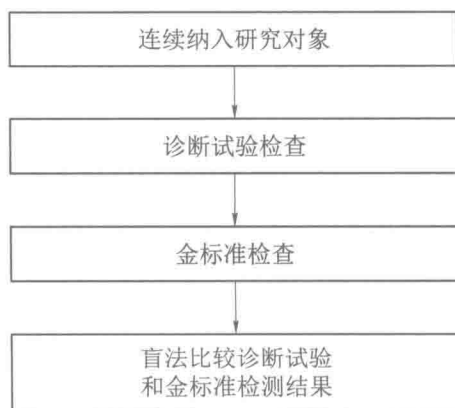 连续纳入研究对象
诊断试验检查
金标准检查
盲法比较诊断试验
和金标准检测结果